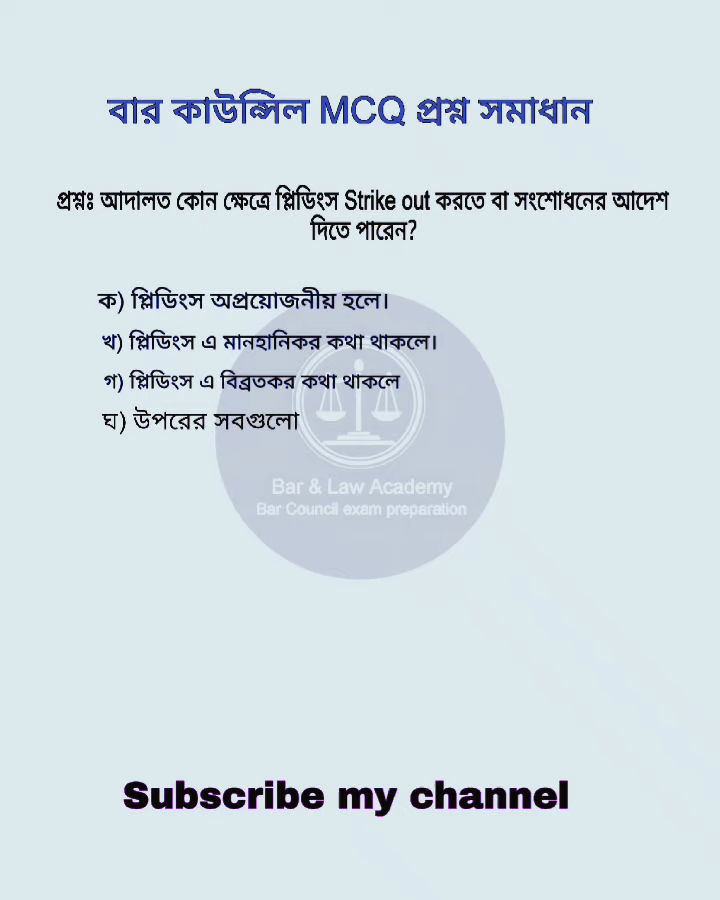 বার কাউন্সিল MCQ প্রশ্ন সমাধান
প্রশ্নঃ আদালত কোন ক্ষেত্রে প্লিডিংস Strike out করতে বা সংশোধনের আদেশ
দিতে পারেন?
ক) প্লিডিংস অপ্রয়োজনীয় হলে।
খ) প্লিডিংস এ মানহানিকর কথা থাকলে।
গ) প্লিডিংস এ বিব্রতকর কথা থাকলে
ঘ) উপরের সবগুলো
Bar & Law Academy
Bar Council exam preparation
Subscribe my channel